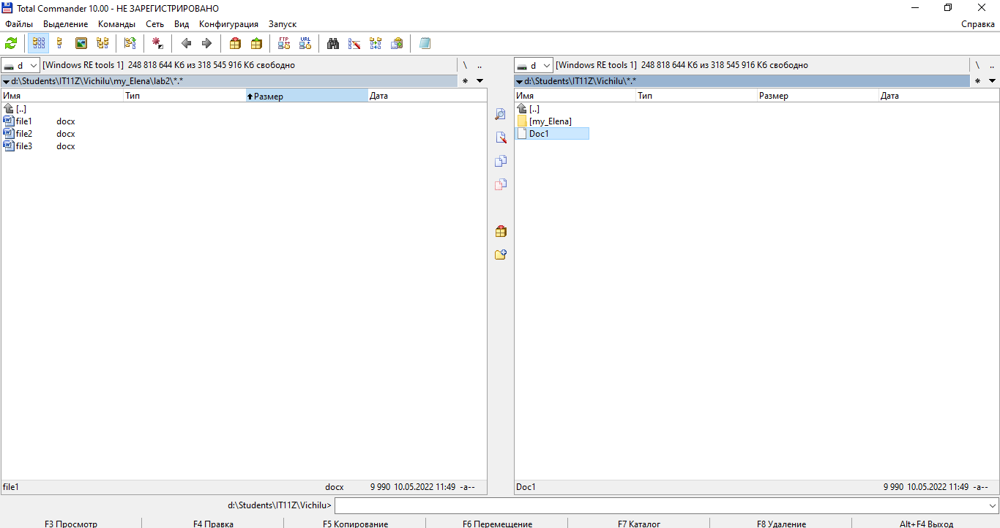 Total Commander 10.00 - НЕ ЗАРЕГИСТРИРОВАНО
Файлы Выделение Команды Сеть Вид Конфигурация Запуск Справка
FTP URL
d [Windows RE tools 1] 248 818 644 Кб из 318 545 916 Кб свободно \ ..
d [Windows RE tools 1] 248 818 644 Кб из 318 545 916 Кб свободно \ ..
d:\Students\IT11Z\Vichilu\my_Elena\lab2\*.* *
d:\Students\IT11Z\Vichilu\*.* *
Имя Тип Размер Дата
[..]
file1 docx
file2 docx
file3 docx
file1 docx 9 990 10.05.2022 11:49 -a--
Имя Тип Размер Дата
[..]
[my_Elena]
Doc1
Doc1 9 990 10.05.2022 11:49 -a--
d:\Students\IT11Z\Vichilu>
F3 Просмотр F4 Правка F5 Копирование F6 Перемещение F7 Каталог F8 Удаление Alt+F4 Выход